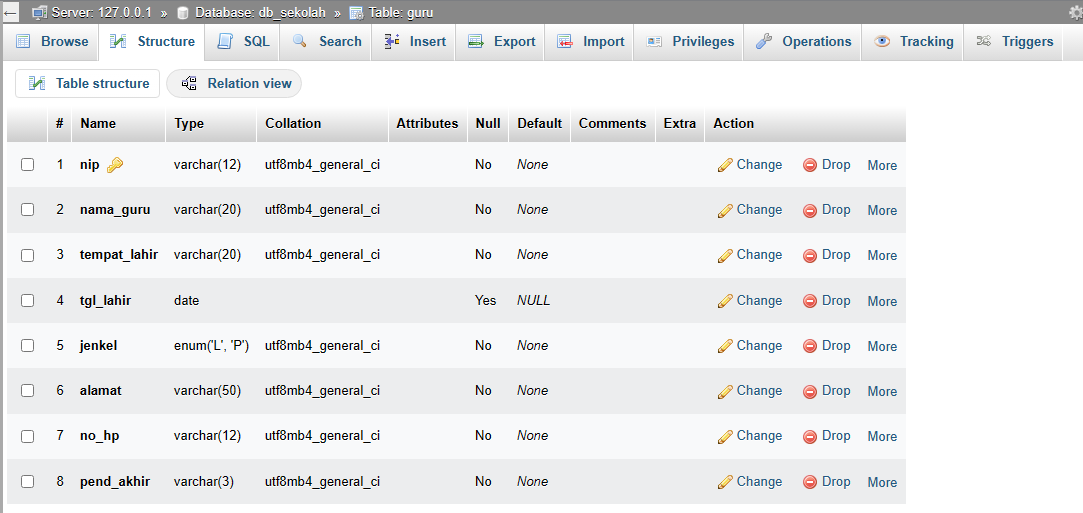 Server: 127.0.0.1 » Database: db_sekolah » Table: guru
Browse Structure SQL Search Insert Export Import Privileges Operations Tracking Triggers
Table structure Relation view
# Name Type Collation Attributes Null Default Comments Extra Action
1 nip varchar(12) utf8mb4_general_ci No None Change Drop More
2 nama_guru varchar(20) utf8mb4_general_ci No None Change Drop More
3 tempat_lahir varchar(20) utf8mb4_general_ci No None Change Drop More
4 tgl_lahir date Yes NULL Change Drop More
5 jenkel enum('L', 'P') utf8mb4_general_ci No None Change Drop More
6 alamat varchar(50) utf8mb4_general_ci No None Change Drop More
7 no_hp varchar(12) utf8mb4_general_ci No None Change Drop More
8 pend_akhir varchar(3) utf8mb4_general_ci No None Change Drop More